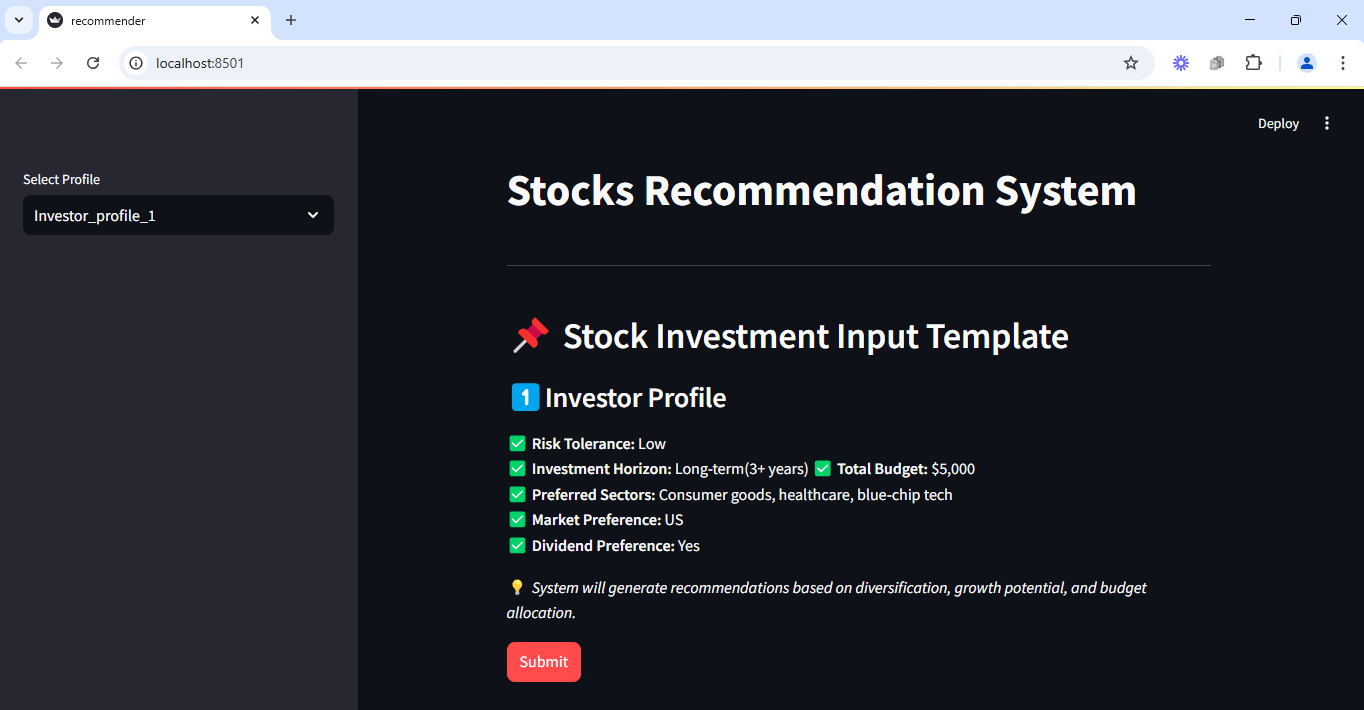 recommender
localhost:8501
Deploy
Select Profile
Investor_profile_1
Stocks Recommendation System
📌 Stock Investment Input Template
1️⃣ Investor Profile
✅ Risk Tolerance: Low
✅ Investment Horizon: Long-term(3+ years) ✅ Total Budget: $5,000
✅ Preferred Sectors: Consumer goods, healthcare, blue-chip tech
✅ Market Preference: US
✅ Dividend Preference: Yes
💡 System will generate recommendations based on diversification, growth potential, and budget
allocation.
Submit